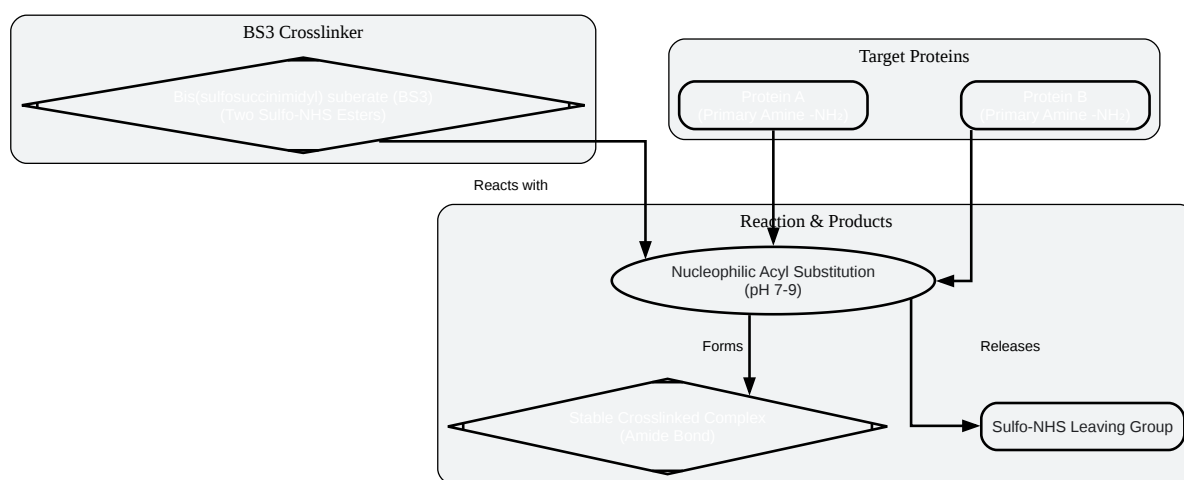 BS3 Crosslinker
Target Proteins
Bis(sulfosuccinimidyl) suberate (BS3)
(Two Sulfo-NHS Esters)
Protein A
(Primary Amine -NH₂)
Protein B
(Primary Amine -NH₂)
Reacts with
Reaction & Products
Nucleophilic Acyl Substitution
(pH 7-9)
Forms
Releases
Stable Crosslinked Complex
(Amide Bond)
Sulfo-NHS Leaving Group